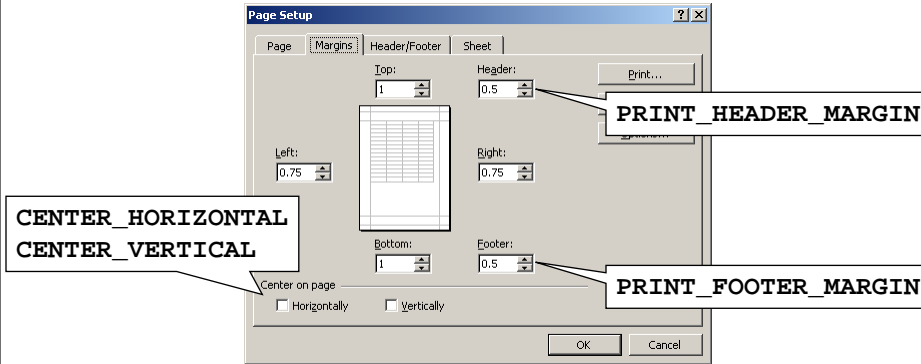 Page Setup
Page Margins Header/Footer Sheet
Top: Header:
1 0.5
Print...
PRINT_HEADER_MARGIN
Left: Right:
0.75 0.75
CENTER_HORIZONTAL
CENTER_VERTICAL
Bottom: Footer:
1 0.5
PRINT_FOOTER_MARGIN
Center on page
Horizontally Vertically
OK Cancel